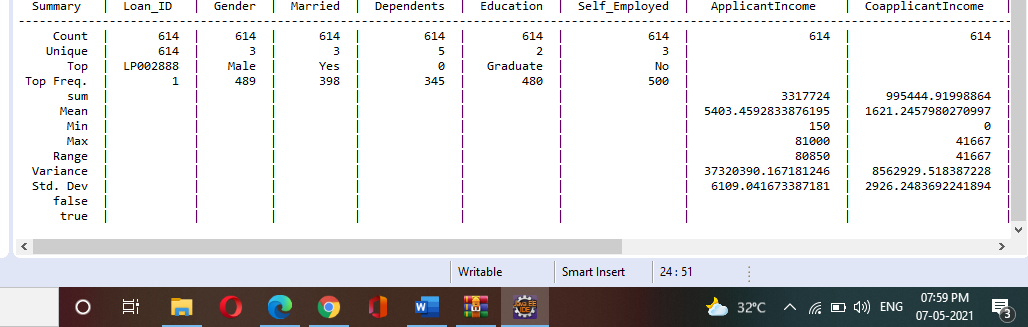 Summary | Loan_ID | Gender | Married | Dependents | Education | Self_Employed | ApplicantIncome | CoapplicantIncome |
Count | 614 | 614 | 614 | 614 | 614 | 614 | 614 | 614 |
Unique | 614 | 3 | 3 | 5 | 2 | 3 | | |
Top | LP002888 | Male | Yes | 0 | Graduate | No | | |
Top Freq. | 1 | 489 | 398 | 345 | 480 | 500 | | |
sum | | | | | | | 3317724 | 995444.91998864 |
Mean | | | | | | | 5403.4592833876195 | 1621.2457980270997 |
Min | | | | | | | 150 | 0 |
Max | | | | | | | 81000 | 41667 |
Range | | | | | | | 80850 | 41667 |
Variance | | | | | | | 37320390.167181246 | 8562929.518387228 |
Std. Dev | | | | | | | 6109.041673387181 | 2926.2483692241894 |
false | | | | | | | | |
true | | | | | | | | |
Writable | Smart Insert | 24 : 51
W Java EE IDE 32°C ENG 07:59 PM
07-05-2021 3